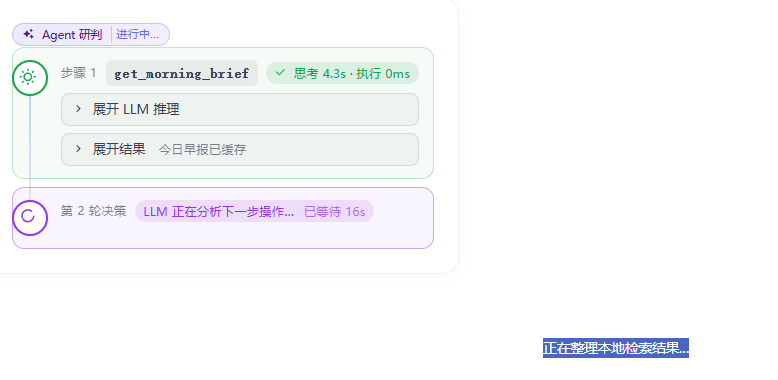 Agent 研判 进行中...
步骤 1 get_morning_brief 思考 4.3s · 执行 0ms
展开 LLM 推理
展开结果 今日早报已缓存
第 2 轮决策 LLM 正在分析下一步操作... 已等待 16s
正在整理本地检索结果...